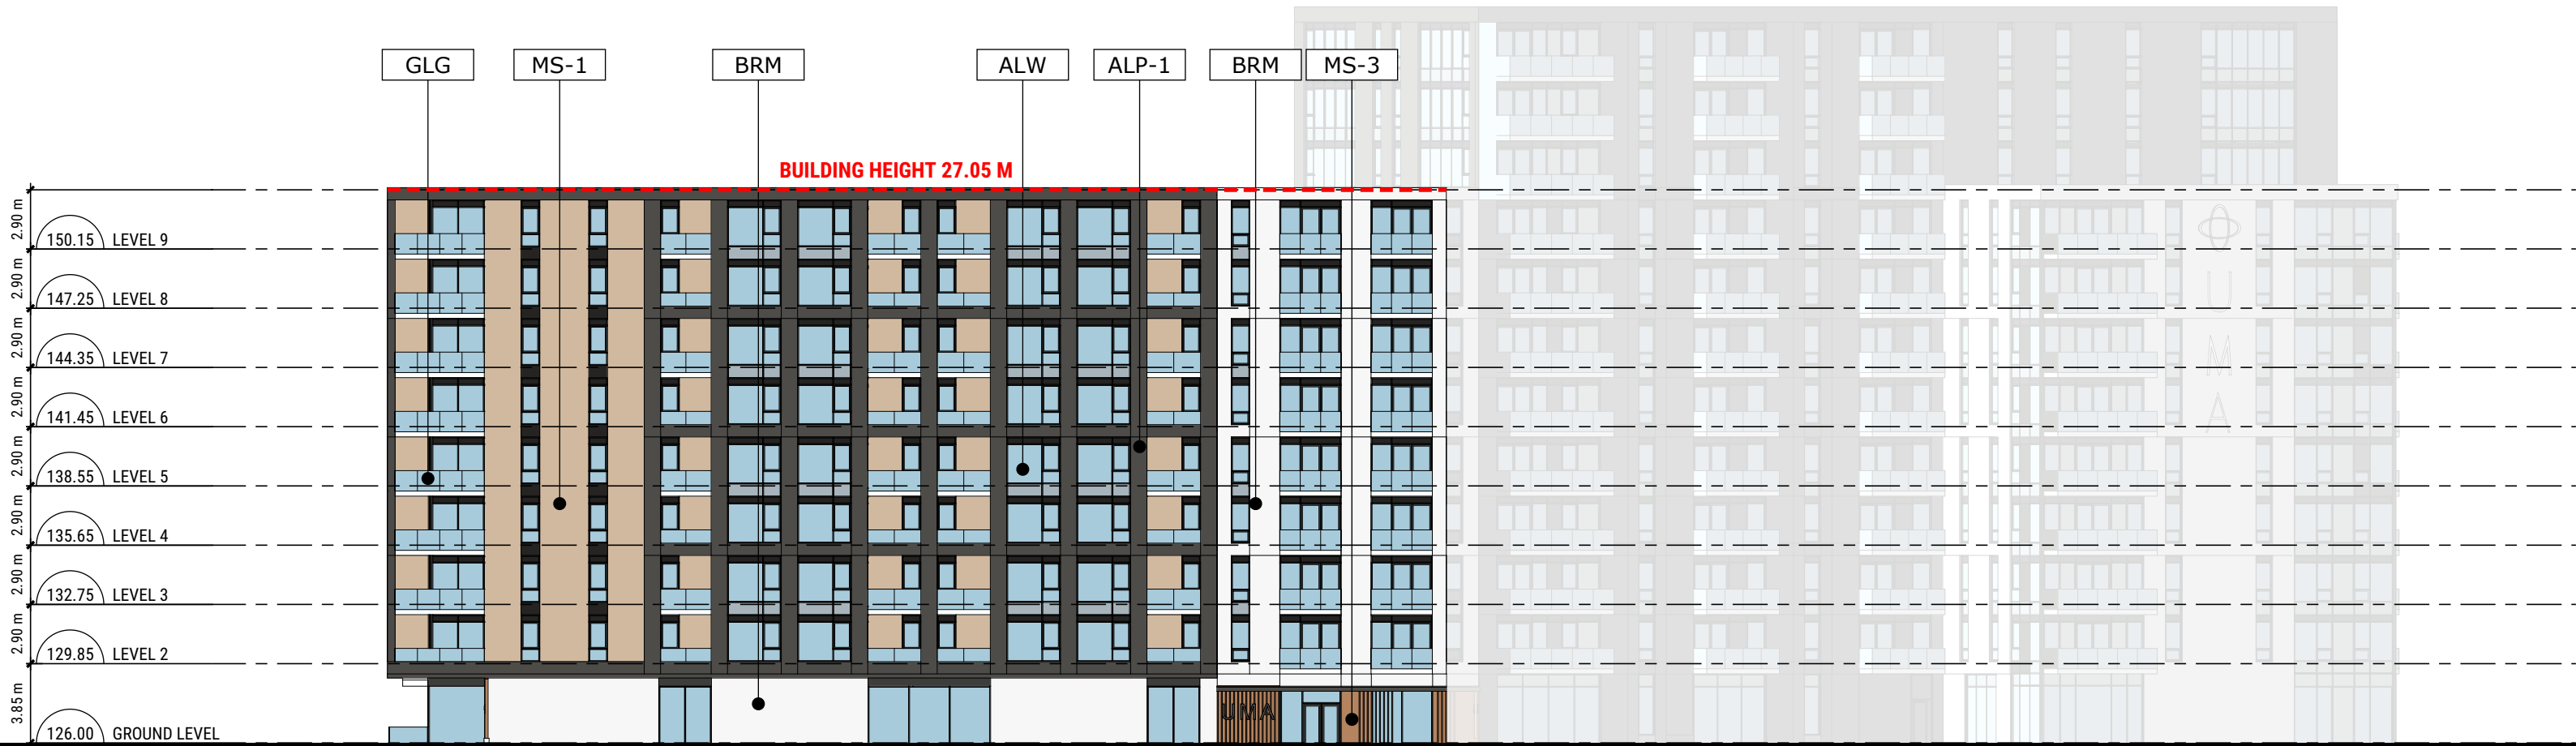 GLG MS-1 BRM ALW ALP-1 BRM MS-3
BUILDING HEIGHT 27.05 M
2.90 m
150.15 LEVEL 9
2.90 m
147.25 LEVEL 8
2.90 m
144.35 LEVEL 7
2.90 m
141.45 LEVEL 6
2.90 m
138.55 LEVEL 5
2.90 m
135.65 LEVEL 4
2.90 m
132.75 LEVEL 3
2.90 m
129.85 LEVEL 2
3.85 m
126.00 GROUND LEVEL
UMA
U
M
A